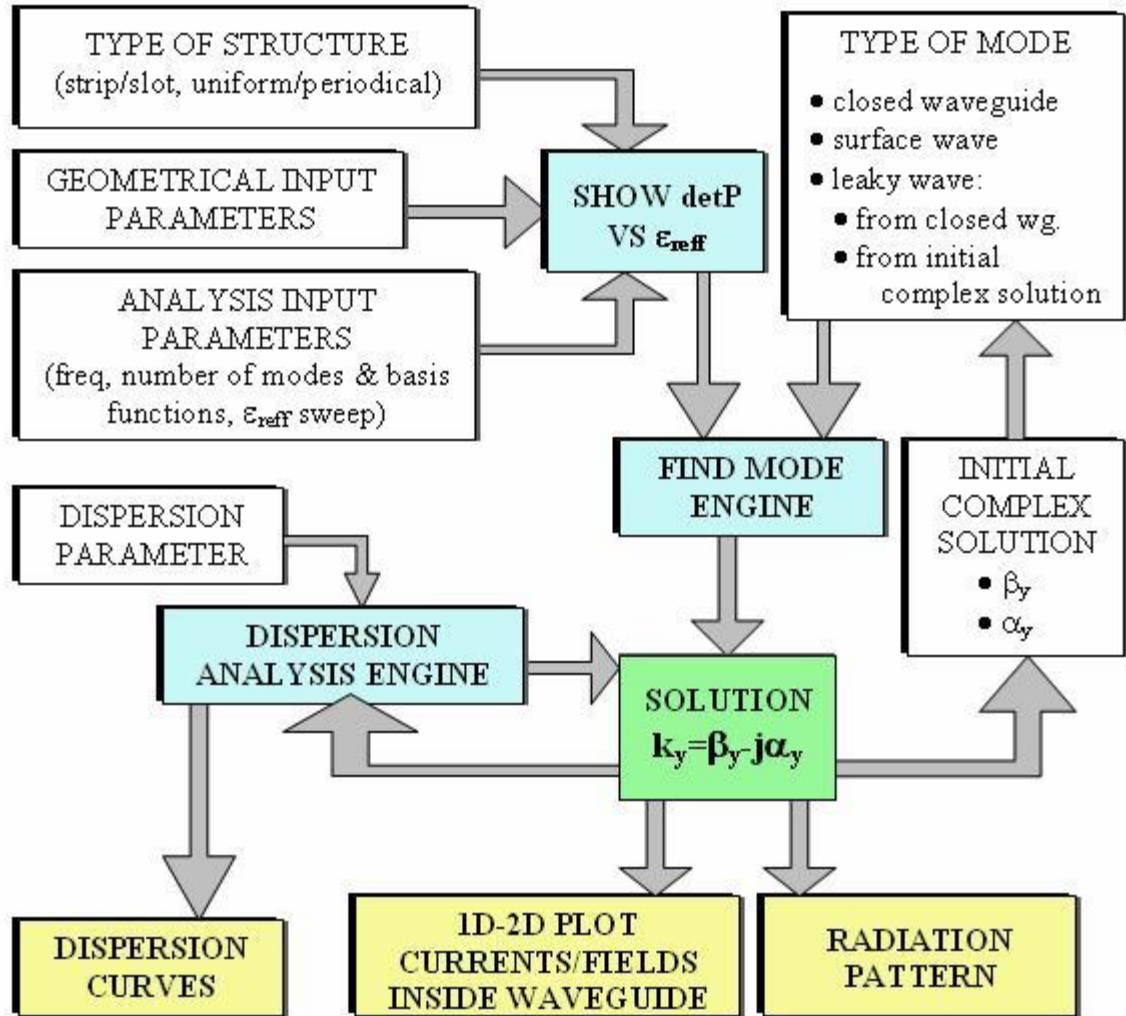 TYPE OF STRUCTURE
(strip/slot, uniform/periodical)
GEOMETRICAL INPUT
PARAMETERS
ANALYSIS INPUT
PARAMETERS
(freq, number of modes & basis
functions, εreff sweep)
SHOW detP
VS εreff
TYPE OF MODE
• closed waveguide
• surface wave
• leaky wave:
• from closed wg.
• from initial
complex solution
FIND MODE
ENGINE
INITIAL
COMPLEX
SOLUTION
• βy
• αy
DISPERSION
PARAMETER
DISPERSION
ANALYSIS ENGINE
SOLUTION
ky=βy-jαy
DISPERSION
CURVES
1D-2D PLOT
CURRENTS/FIELDS
INSIDE WAVEGUIDE
RADIATION
PATTERN